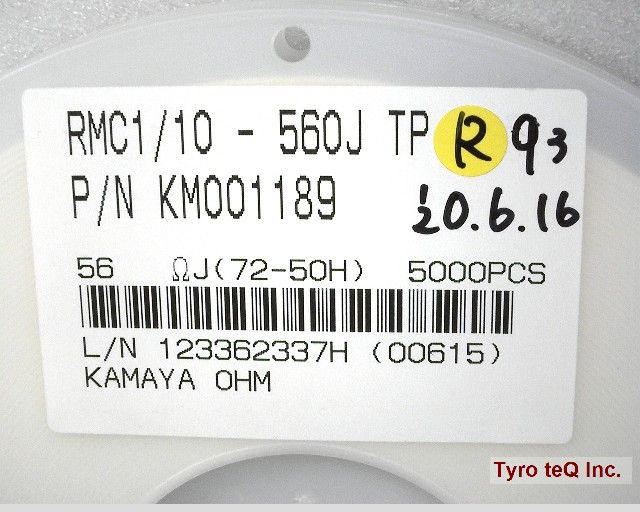 RMC1/10 - 560J TP R 93
P/N KM001189 '20.6.16
56 ΩJ(72-50H) 5000PCS
L/N 123362337H (00615)
KAMAYA OHM
Tyro teQ Inc.